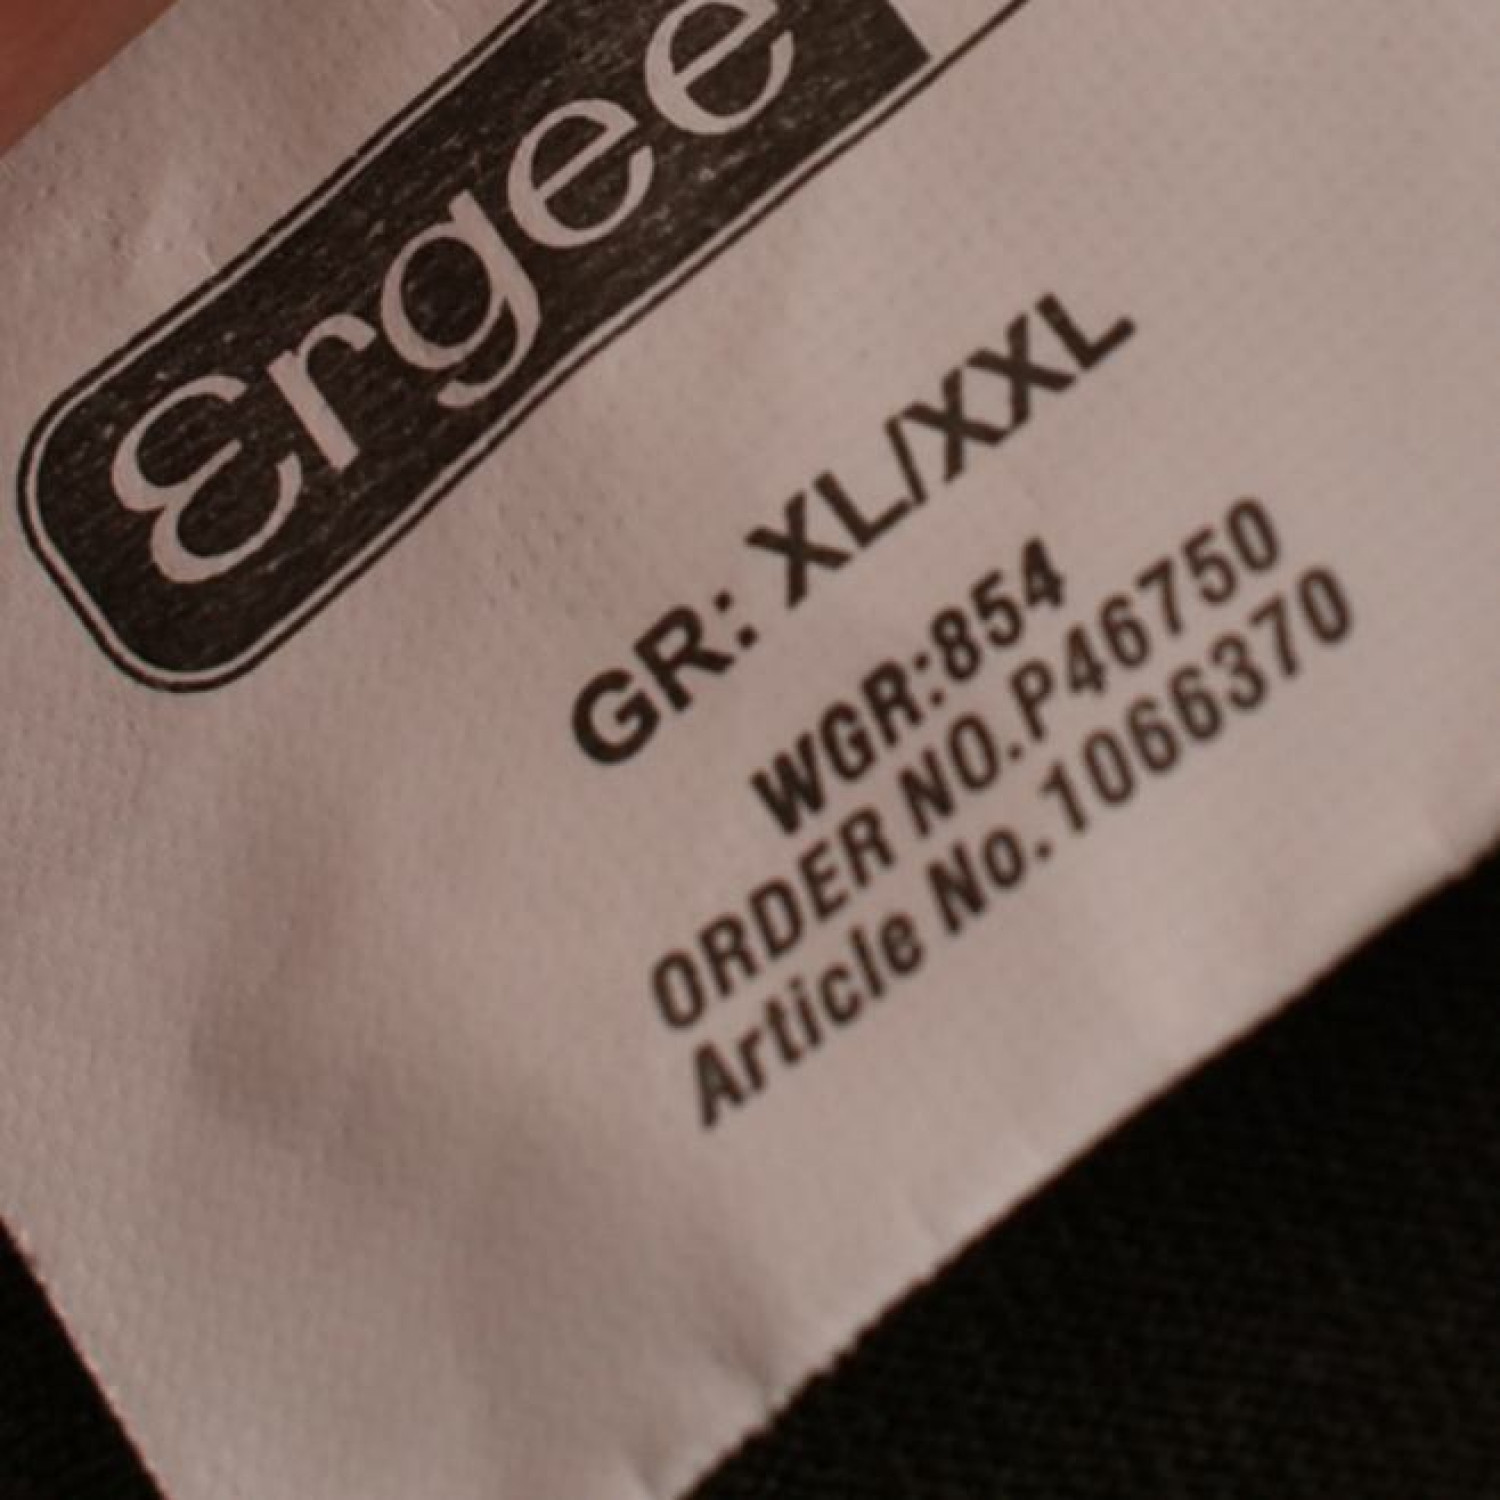 Ergee
GR: XL/XXL
WGR:854
ORDER NO.P46750
Article No.1066370